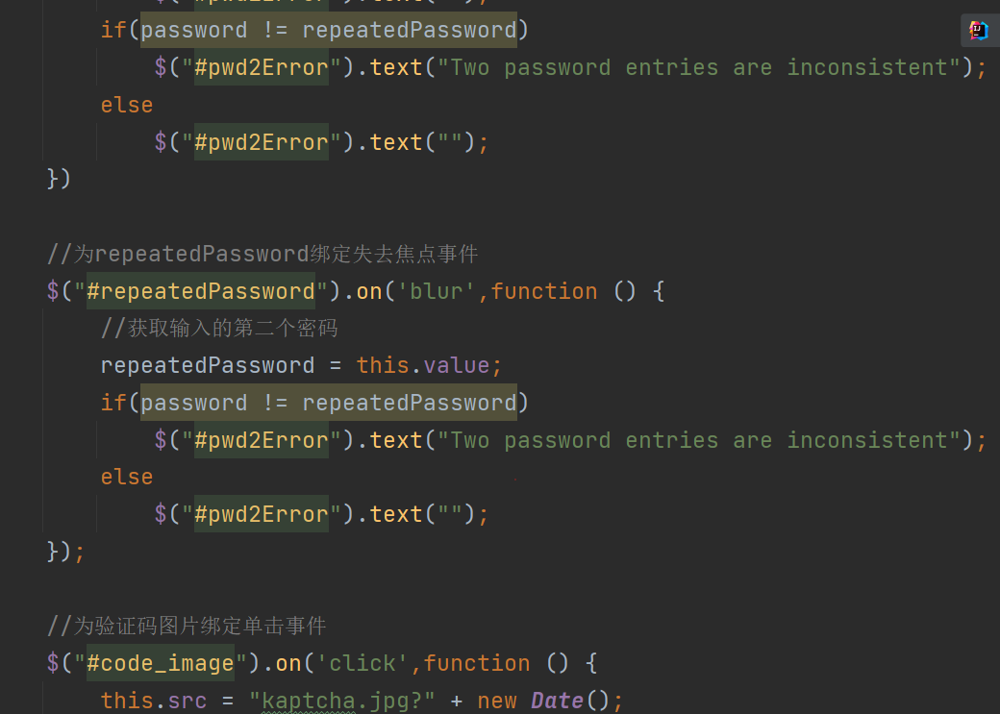 $("#pwd2Error").text("");
if(password != repeatedPassword)
$("#pwd2Error").text("Two password entries are inconsistent");
else
$("#pwd2Error").text("");
})
//为repeatedPassword绑定失去焦点事件
$("#repeatedPassword").on('blur',function () {
//获取输入的第二个密码
repeatedPassword = this.value;
if(password != repeatedPassword)
$("#pwd2Error").text("Two password entries are inconsistent");
else
$("#pwd2Error").text("");
});
//为验证码图片绑定单击事件
$("#code_image").on('click',function () {
this.src = "kaptcha.jpg?" + new Date();